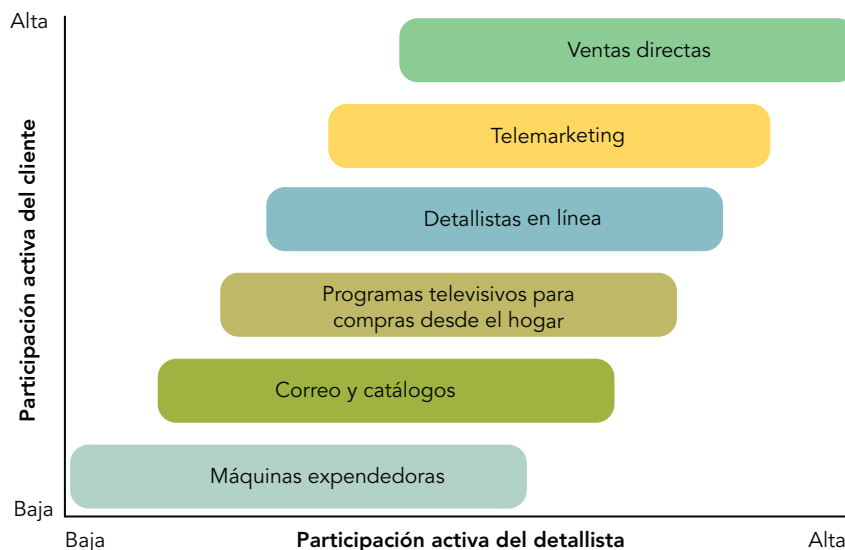 Alta
Ventas directas
Telemarketing
Participación activa del cliente
Detallistas en línea
Programas televisivos para
compras desde el hogar
Correo y catálogos
Máquinas expendedoras
Baja
Baja
Participación activa del detallista
Alta